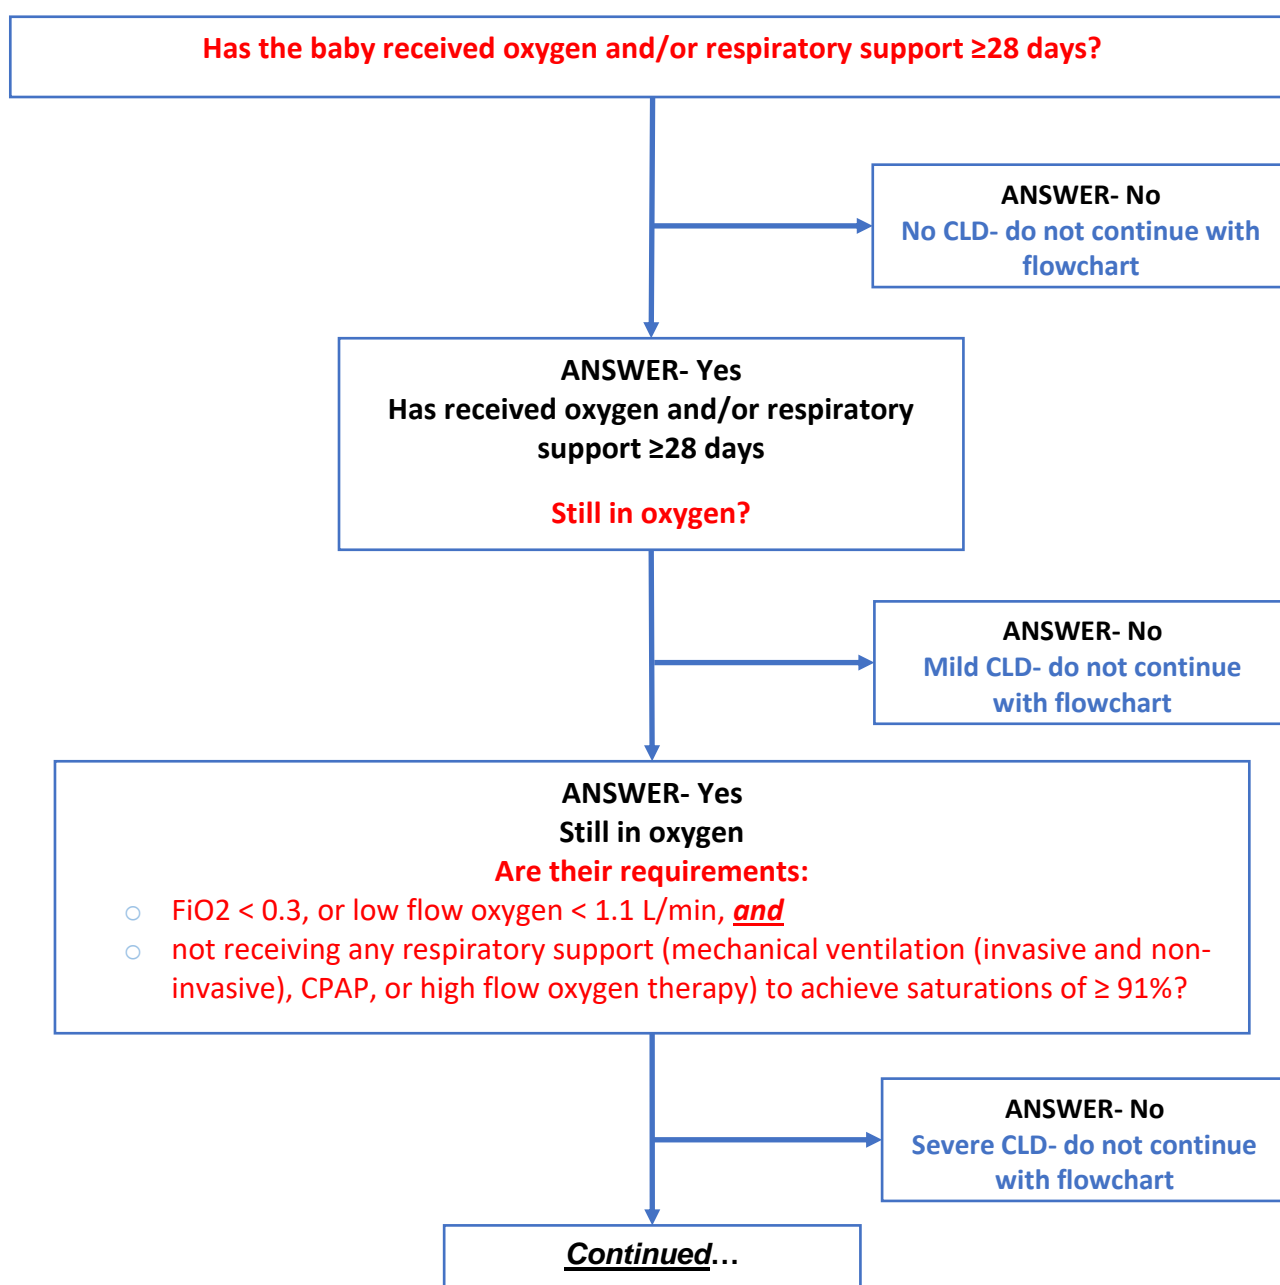 Has the baby received oxygen and/or respiratory support ≥28 days?
ANSWER- No
No CLD- do not continue with
flowchart
ANSWER- Yes
Has received oxygen and/or respiratory
support ≥28 days
Still in oxygen?
ANSWER- No
Mild CLD- do not continue
with flowchart
ANSWER- Yes
Still in oxygen
Are their requirements:
○ FiO2 < 0.3, or low flow oxygen < 1.1 L/min, and
○ not receiving any respiratory support (mechanical ventilation (invasive and non-
invasive), CPAP, or high flow oxygen therapy) to achieve saturations of ≥ 91%?
ANSWER- No
Severe CLD- do not continue
with flowchart
Continued...